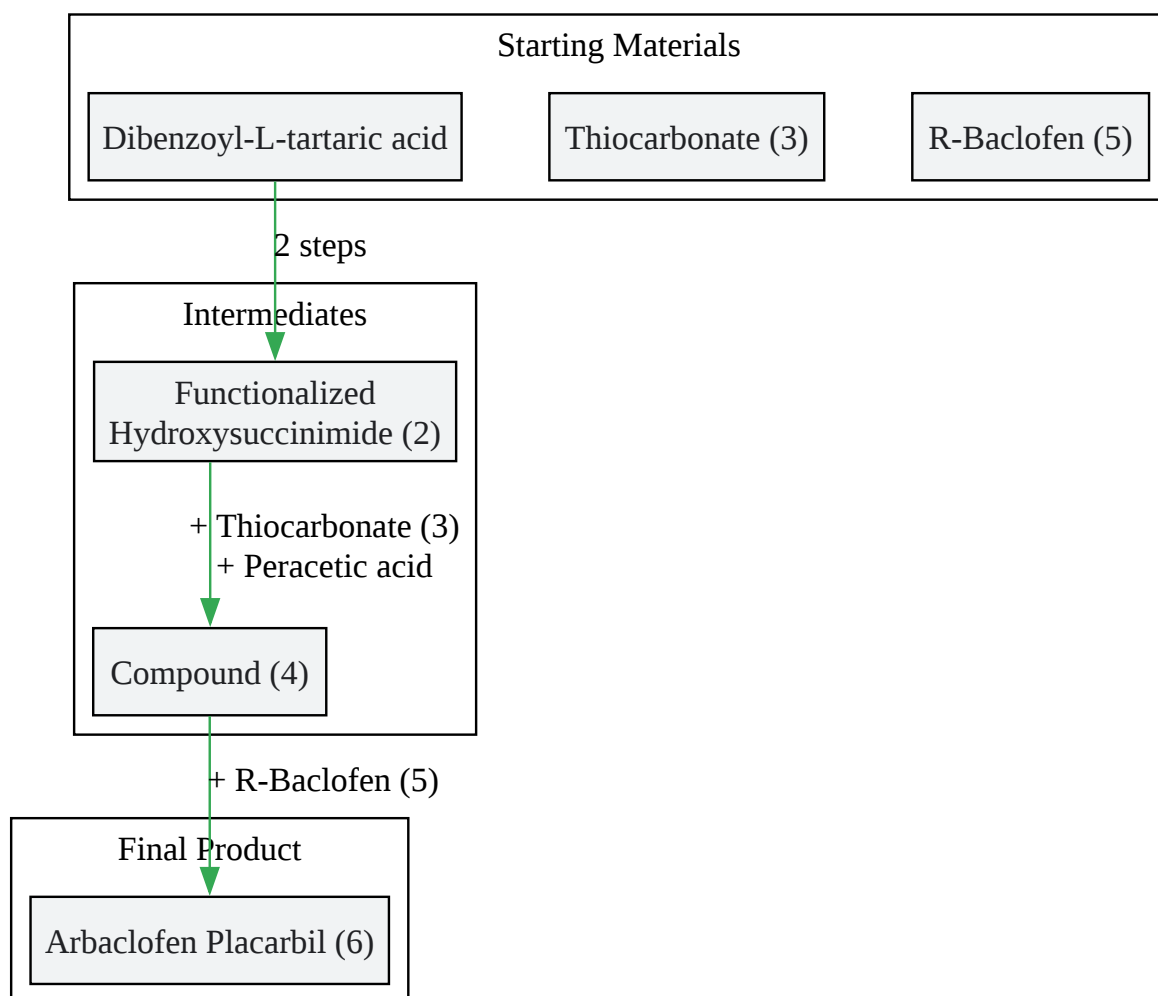 Starting Materials
Dibenzoyl-L-tartaric acid
Thiocarbonate (3)
R-Baclofen (5)
2 steps
Intermediates
Functionalized
Hydroxysuccinimide (2)
+ Thiocarbonate (3)
+ Peracetic acid
Compound (4)
+ R-Baclofen (5)
Final Product
Arbaclofen Placarbil (6)